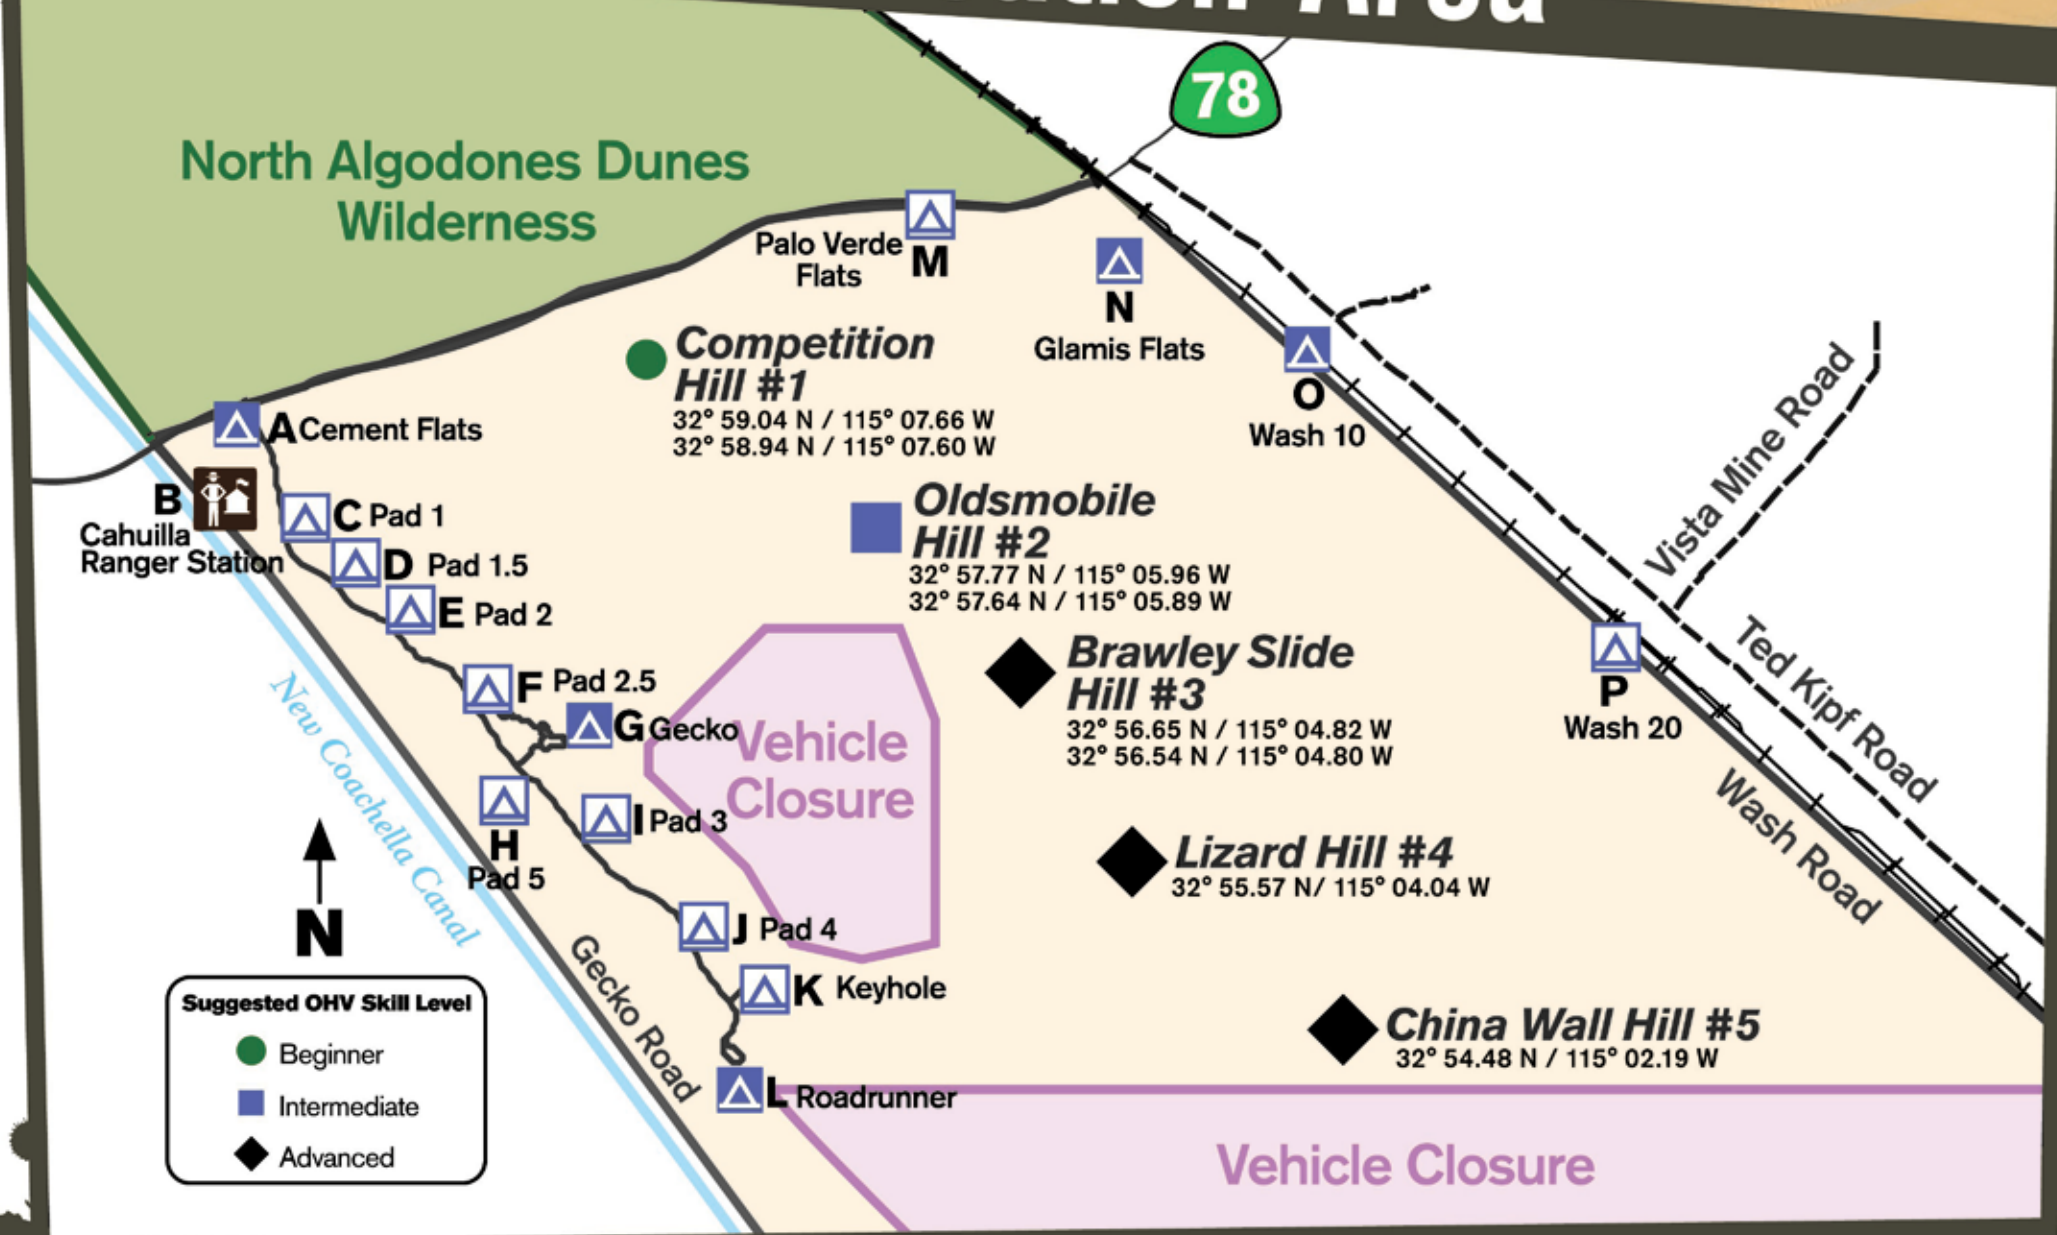 Area
78
North Algodones Dunes
Wilderness
Palo Verde
Flats
M
N
Glamis Flats
Competition
Hill #1
32° 59.04 N / 115° 07.66 W
32° 58.94 N / 115° 07.60 W
O
Wash 10
A Cement Flats
B
Cahuilla
Ranger Station
C Pad 1
D Pad 1.5
E Pad 2
Oldsmobile
Hill #2
32° 57.77 N / 115° 05.96 W
32° 57.64 N / 115° 05.89 W
Vista Mine Road
F Pad 2.5
G Gecko
Vehicle
Closure
Brawley Slide
Hill #3
32° 56.65 N / 115° 04.82 W
32° 56.54 N / 115° 04.80 W
P
Wash 20
Ted Kipf Road
Wash Road
New Coachella Canal
H
Pad 5
I Pad 3
Lizard Hill #4
32° 55.57 N/ 115° 04.04 W
J Pad 4
K Keyhole
Gecko Road
N
China Wall Hill #5
32° 54.48 N / 115° 02.19 W
L Roadrunner
Vehicle Closure
Suggested OHV Skill Level
Beginner
Intermediate
Advanced